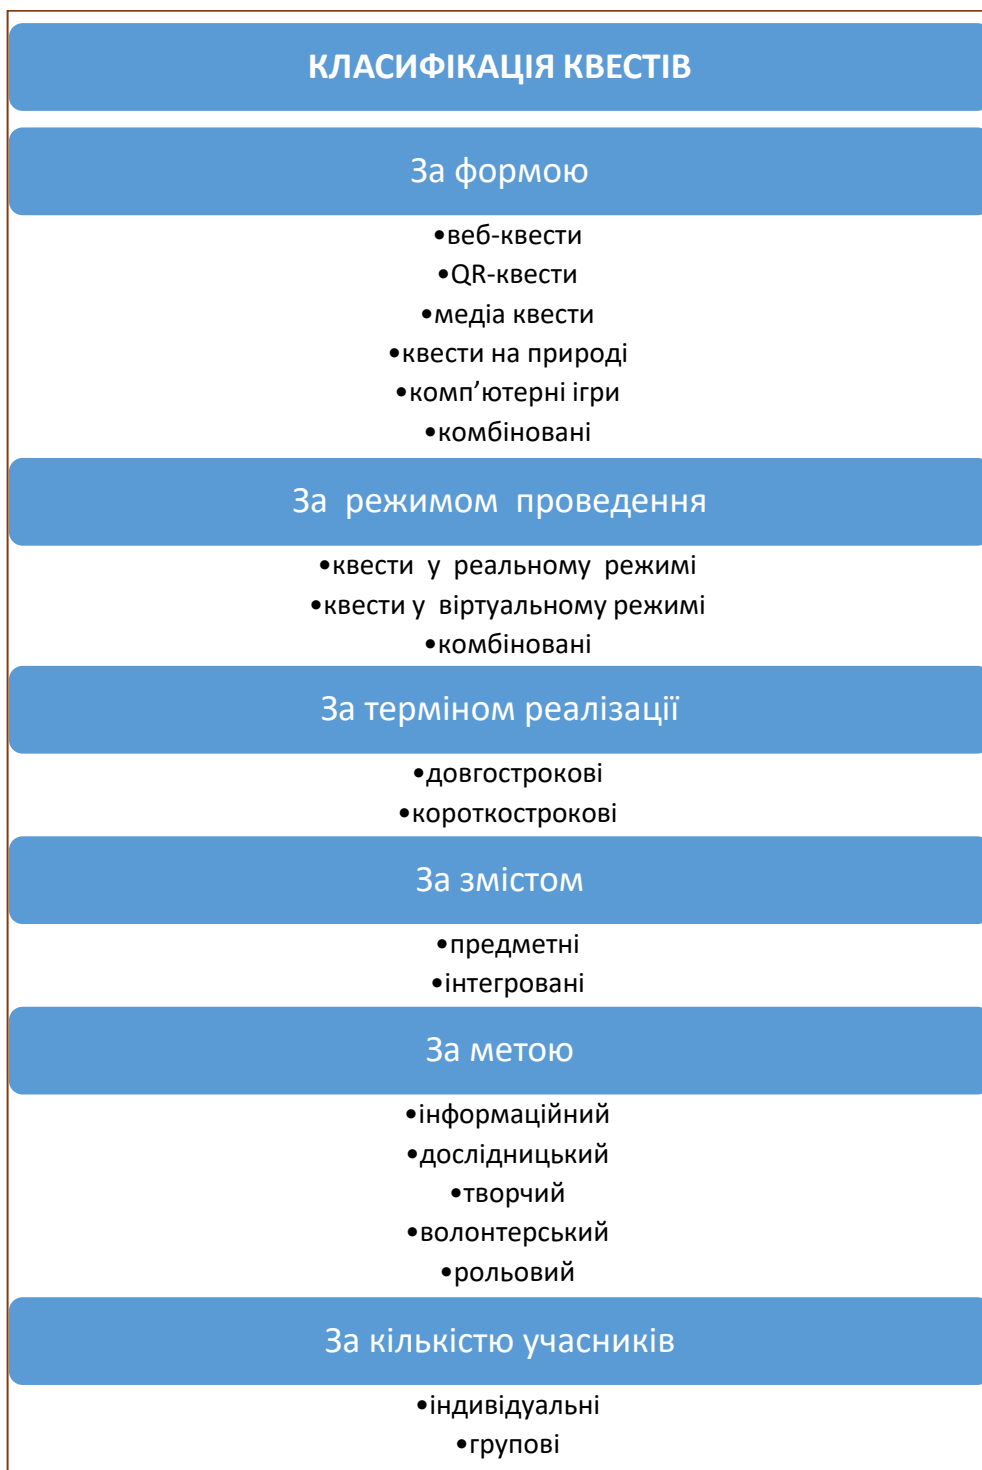 КЛАСИФІКАЦІЯ КВЕСТІВ
За формою
•веб-квести
•QR-квести
•медіа квести
•квести на природі
•комп’ютерні ігри
•комбіновані
За режимом проведення
•квести у реальному режимі
•квести у віртуальному режимі
•комбіновані
За терміном реалізації
•довгострокові
•короткострокові
За змістом
•предметні
•інтегровані
За метою
•інформаційний
•дослідницький
•творчий
•волонтерський
•рольовий
За кількістю учасників
•індивідуальні
•групові